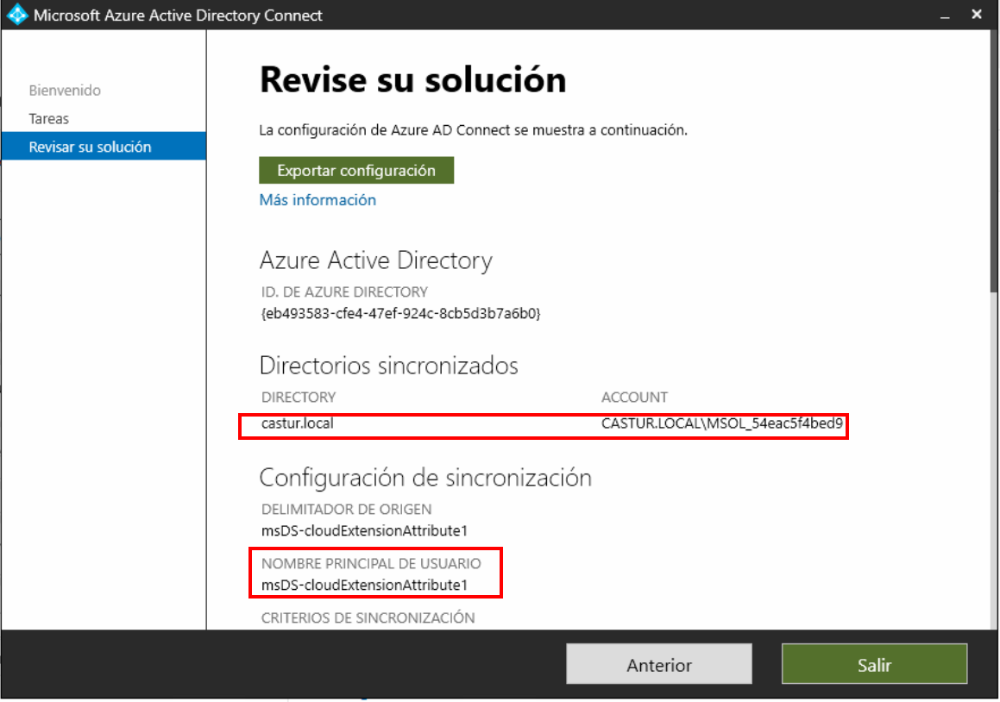 Microsoft Azure Active Directory Connect
Bienvenido
Tareas
Revisar su solución
Revise su solución
La configuración de Azure AD Connect se muestra a continuación.
Exportar configuración
Más información
Azure Active Directory
ID. DE AZURE DIRECTORY
{eb493583-cfe4-47ef-924c-8cb5d3b7a6b0}
Directorios sincronizados
DIRECTORY ACCOUNT
castur.local CASTUR.LOCAL\MSOL_54eac5f4bed9
Configuración de sincronización
DELIMITADOR DE ORIGEN
msDS-cloudExtensionAttribute1
NOMBRE PRINCIPAL DE USUARIO
msDS-cloudExtensionAttribute1
CRITERIOS DE SINCRONIZACIÓN
Anterior Salir